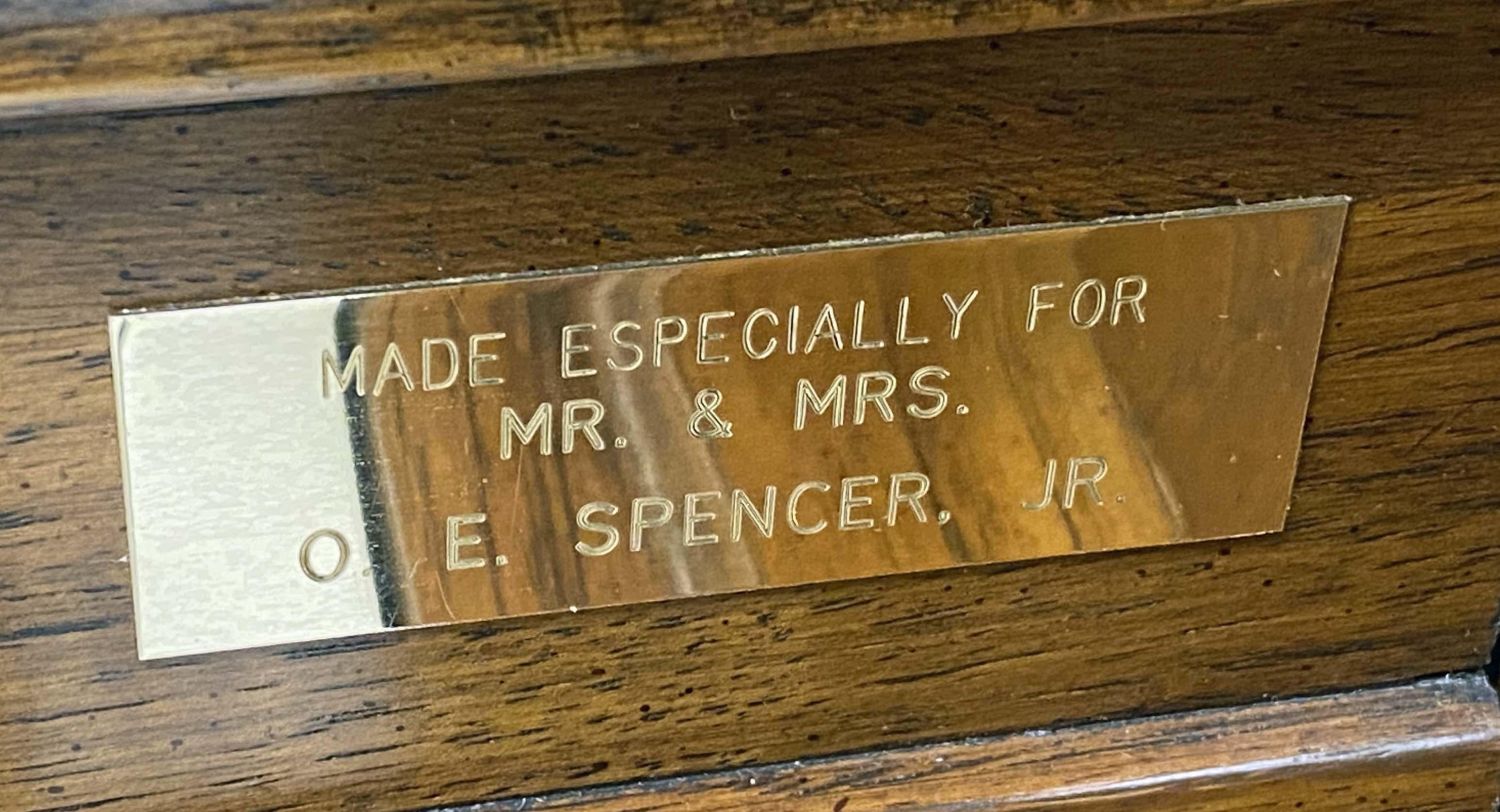 MADE ESPECIALLY FOR
MR. & MRS.
O. E. SPENCER, JR.